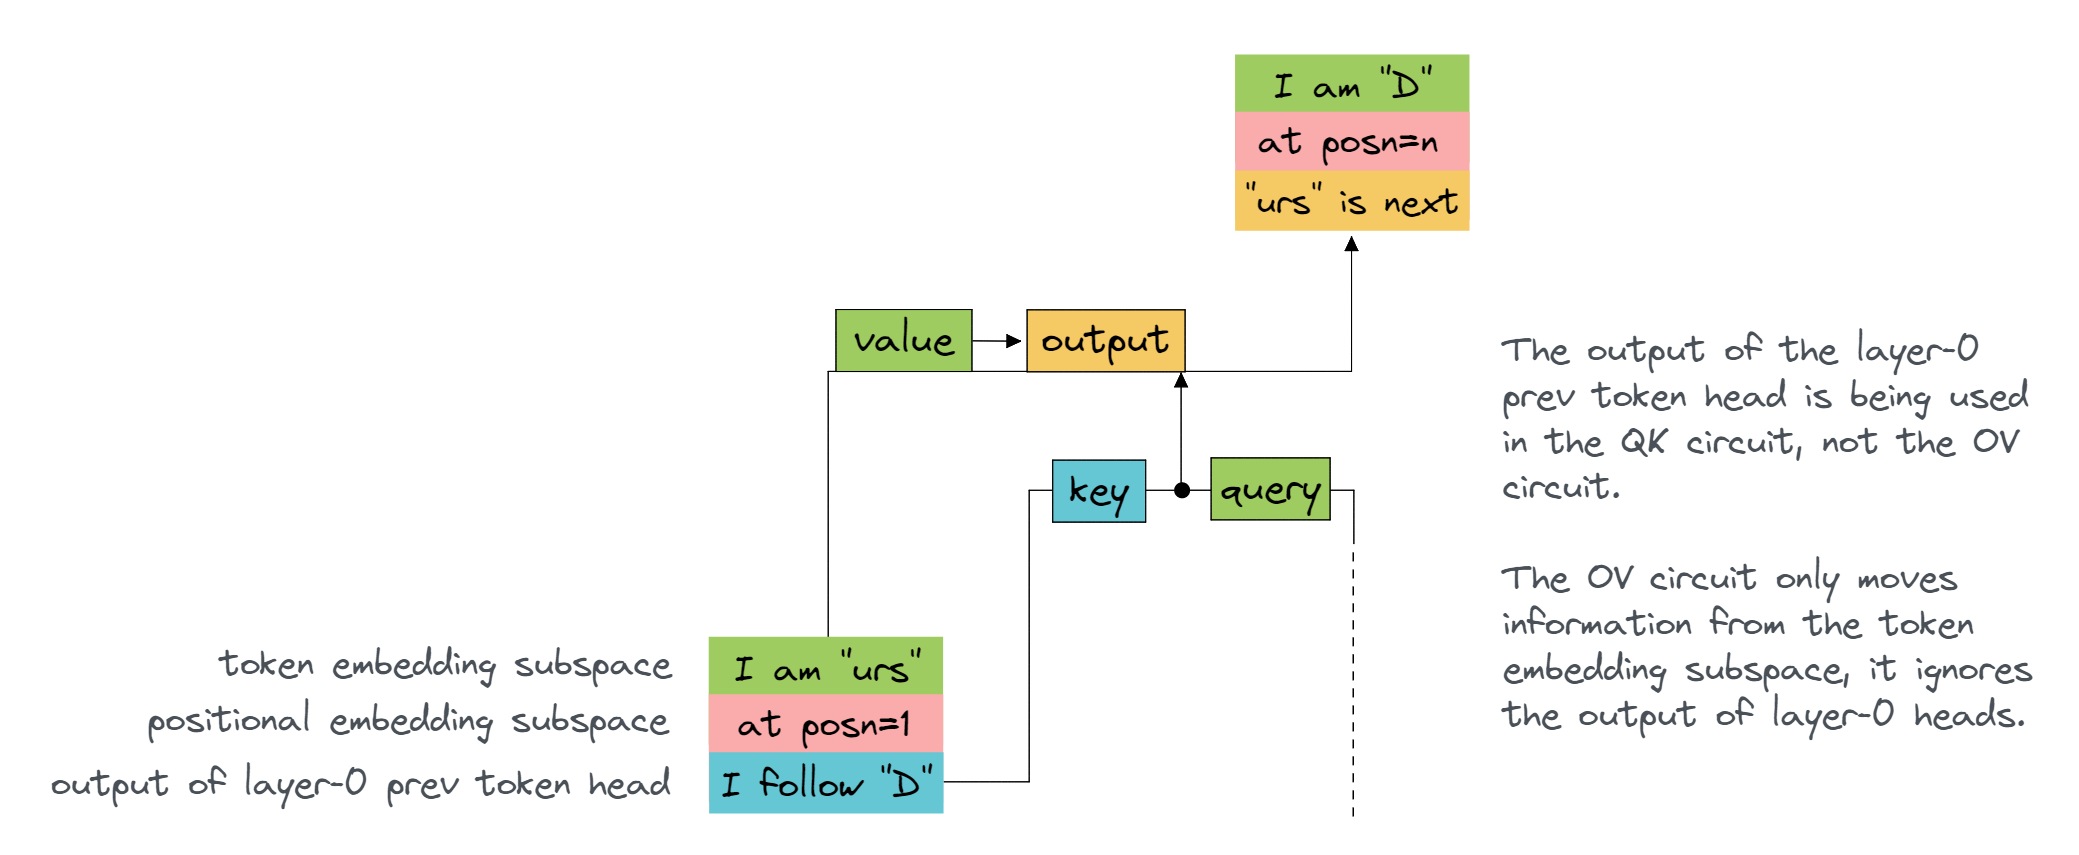 I am "D"
at posn=n
"urs" is next
value
output
The output of the layer-0
prev token head is being used
in the QK circuit, not the OV
circuit.
key
query
The OV circuit only moves
information from the token
embedding subspace, it ignores
the output of layer-0 heads.
token embedding subspace
I am "urs"
positional embedding subspace
at posn=1
output of layer-0 prev token head
I follow "D"